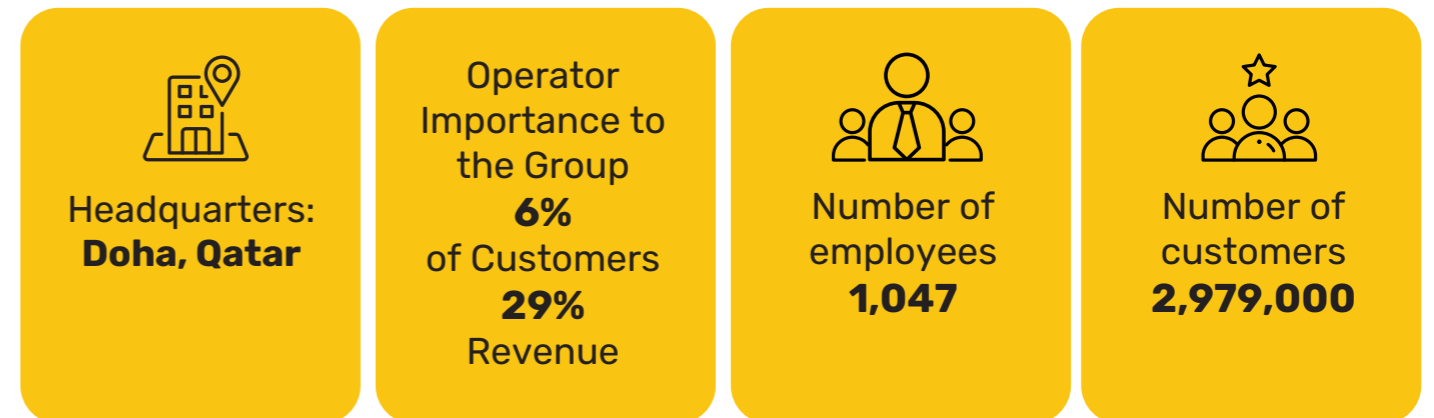 Headquarters:
Doha, Qatar
Operator
Importance to
the Group
6%
of Customers
29%
Revenue
Number of
employees
1,047
Number of
customers
2,979,000